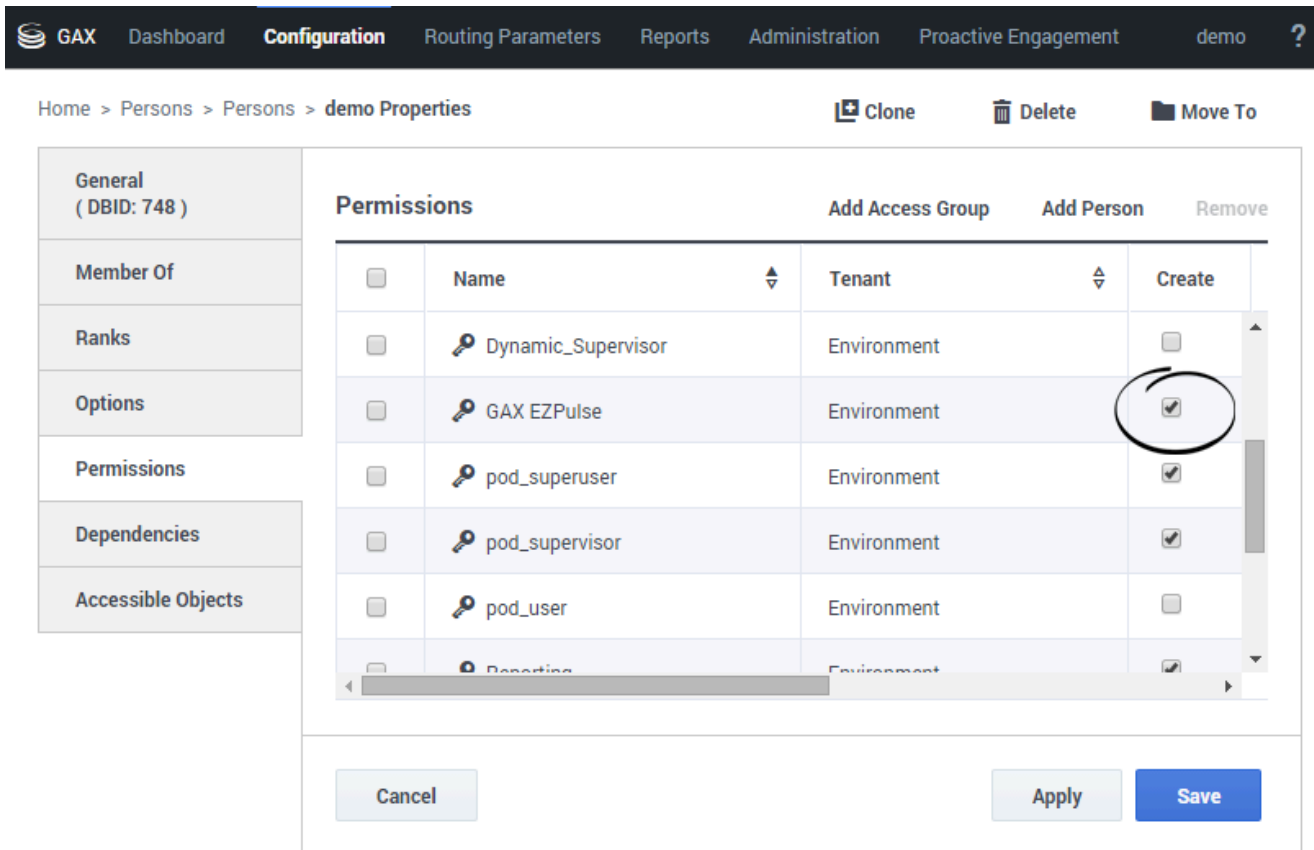 GAX Dashboard Configuration Routing Parameters Reports Administration Proactive Engagement demo ?
Home > Persons > Persons > demo Properties Clone Delete Move To
General
( DBID: 748 )
Member Of
Ranks
Options
Permissions
Dependencies
Accessible Objects
Permissions Add Access Group Add Person Remove
Name Tenant Create
Dynamic_Supervisor Environment
GAX EZPulse Environment
pod_superuser Environment
pod_supervisor Environment
pod_user Environment
Reporting Environment
Cancel Apply Save